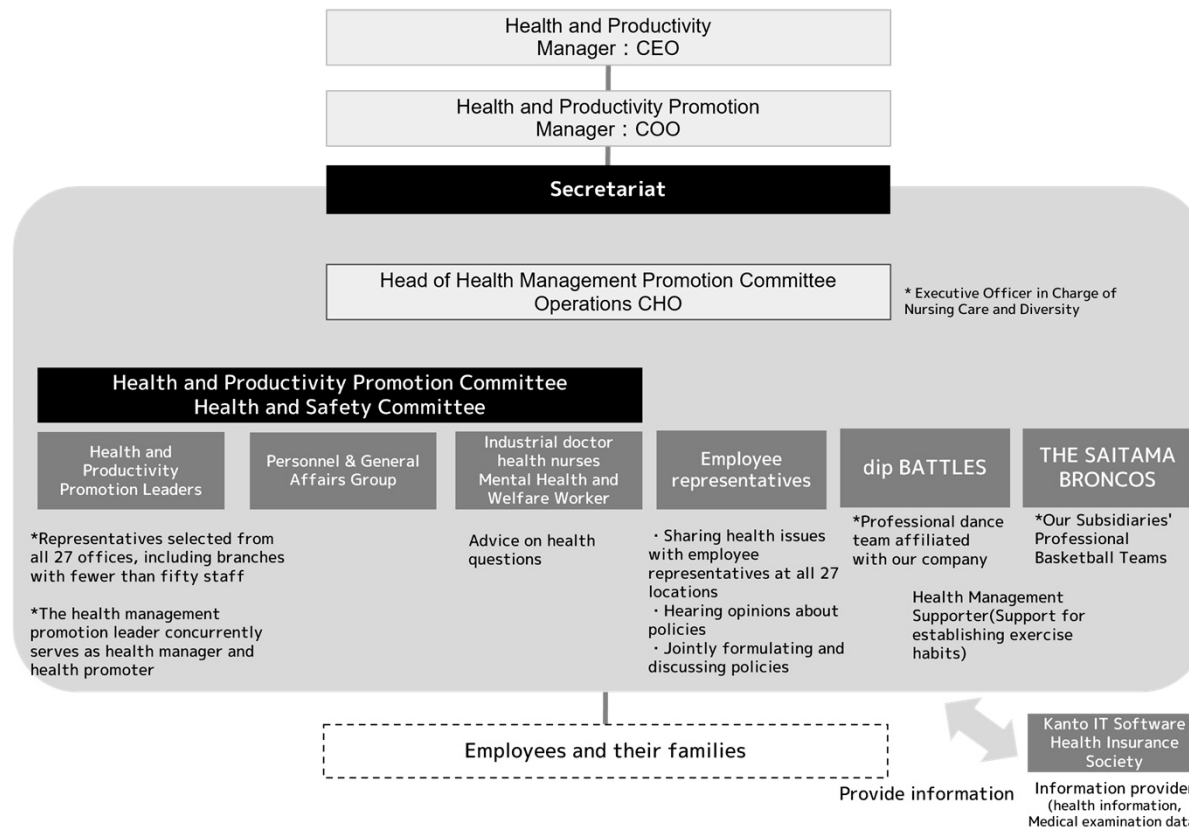 Health and Productivity
Manager：CEO
Health and Productivity Promotion
Manager：COO
Secretariat
Head of Health Management Promotion Committee
Operations CHO
* Executive Officer in Charge of
Nursing Care and Diversity
Health and Productivity Promotion Committee
Health and Safety Committee
Health and
Productivity
Promotion Leaders
Personnel & General
Affairs Group
Industrial doctor
health nurses
Mental Health and
Welfare Worker
Employee
representatives
dip BATTLES
THE SAITAMA
BRONCOS
*Representatives selected from
all 27 offices, including branches
with fewer than fifty staff
*The health management
promotion leader concurrently
serves as health manager and
health promoter
Advice on health
questions
・Sharing health issues
with employee
representatives at all 27
locations
・Hearing opinions about
policies
・Jointly formulating and
discussing policies
*Professional dance
team affiliated
with our company
*Our Subsidiaries'
Professional
Basketball Teams
Health Management
Supporter(Support for
establishing exercise
habits)
Employees and their families
Kanto IT Software
Health Insurance
Society
Provide information
Information provider
(health information,
Medical examination data